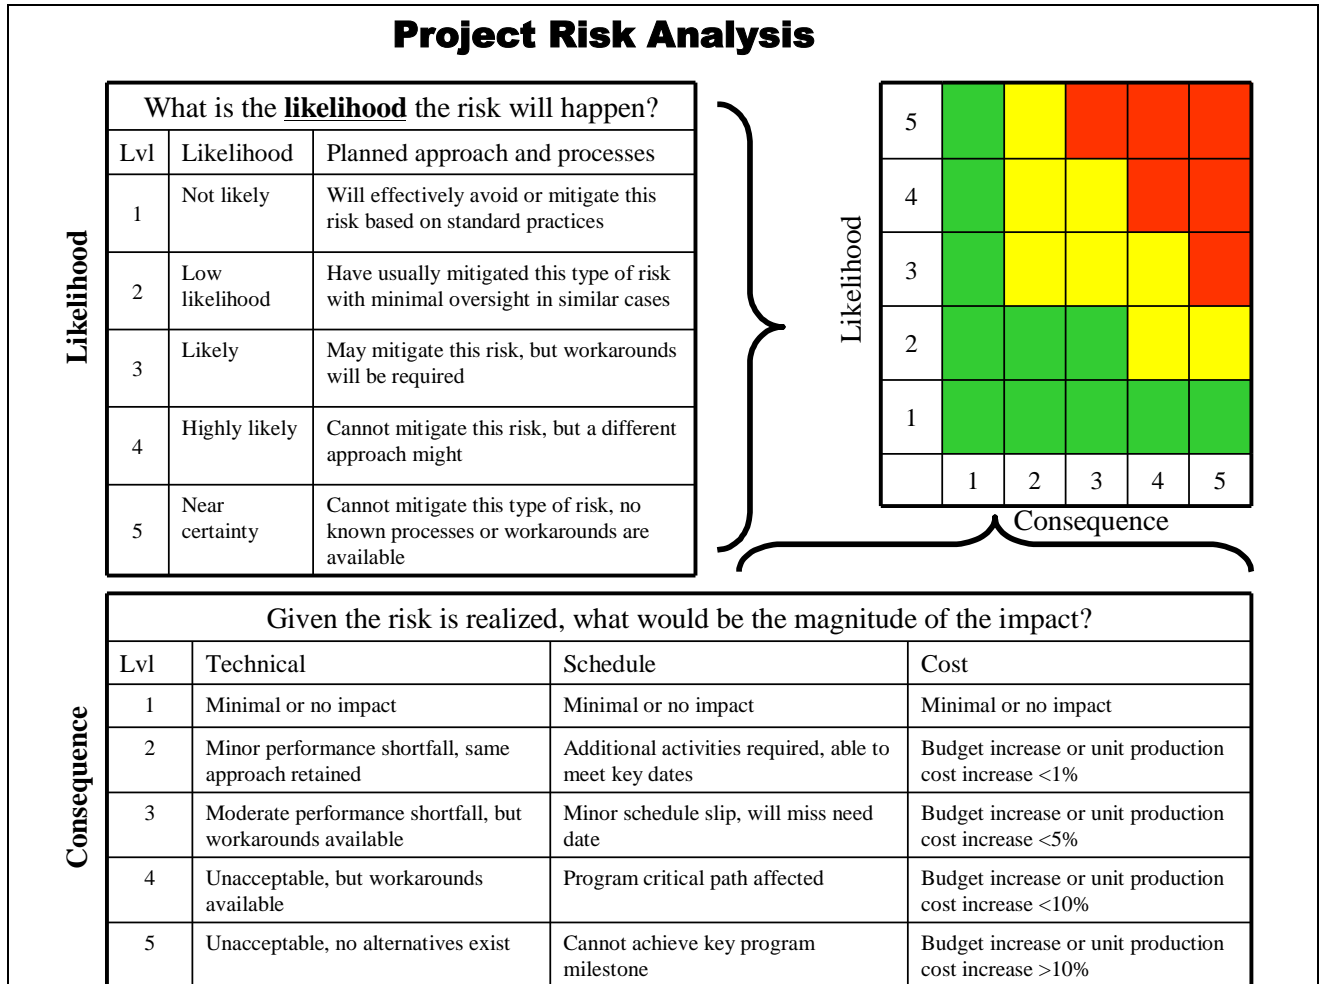 Project Risk Analysis
Likelihood
What is the likelihood the risk will happen?
Lvl Likelihood Planned approach and processes
1 Not likely Will effectively avoid or mitigate this
risk based on standard practices
2 Low Have usually mitigated this type of risk
likelihood with minimal oversight in similar cases
3 Likely May mitigate this risk, but workarounds
will be required
4 Highly likely Cannot mitigate this risk, but a different
approach might
5 Near Cannot mitigate this type of risk, no
certainty known processes or workarounds are
available
Likelihood
5
4
3
2
1
1 2 3 4 5
Consequence
Consequence
Given the risk is realized, what would be the magnitude of the impact?
Lvl Technical Schedule Cost
1 Minimal or no impact Minimal or no impact Minimal or no impact
2 Minor performance shortfall, same Additional activities required, able to Budget increase or unit production
approach retained meet key dates cost increase <1%
3 Moderate performance shortfall, but Minor schedule slip, will miss need Budget increase or unit production
workarounds available date cost increase <5%
4 Unacceptable, but workarounds Program critical path affected Budget increase or unit production
available cost increase <10%
5 Unacceptable, no alternatives exist Cannot achieve key program Budget increase or unit production
milestone cost increase >10%